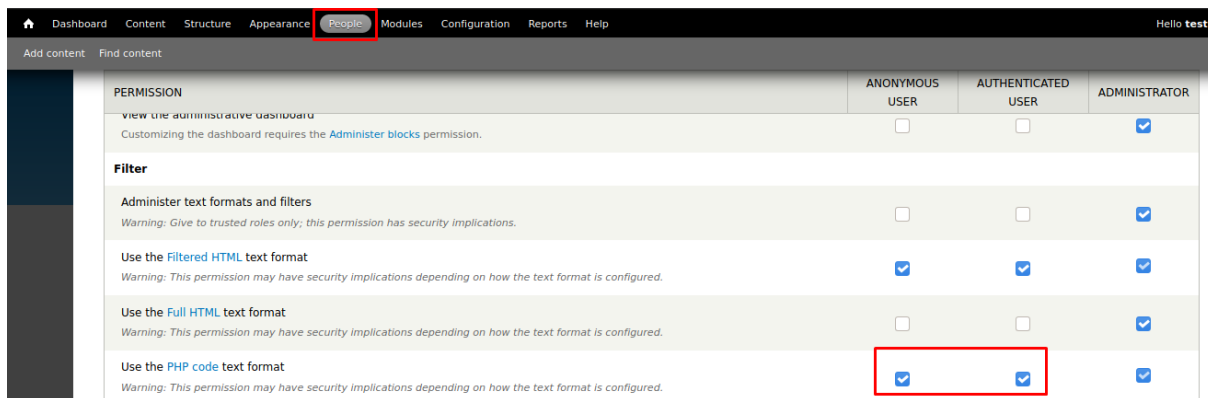 Dashboard Content Structure Appearance People Modules Configuration Reports Help Hello test
Add content Find content
PERMISSION ANONYMOUS USER AUTHENTICATED USER ADMINISTRATOR
View the administrative dashboard
Customizing the dashboard requires the Administer blocks permission.
Filter
Administer text formats and filters
Warning: Give to trusted roles only; this permission has security implications.
Use the Filtered HTML text format
Warning: This permission may have security implications depending on how the text format is configured.
Use the Full HTML text format
Warning: This permission may have security implications depending on how the text format is configured.
Use the PHP code text format
Warning: This permission may have security implications depending on how the text format is configured.